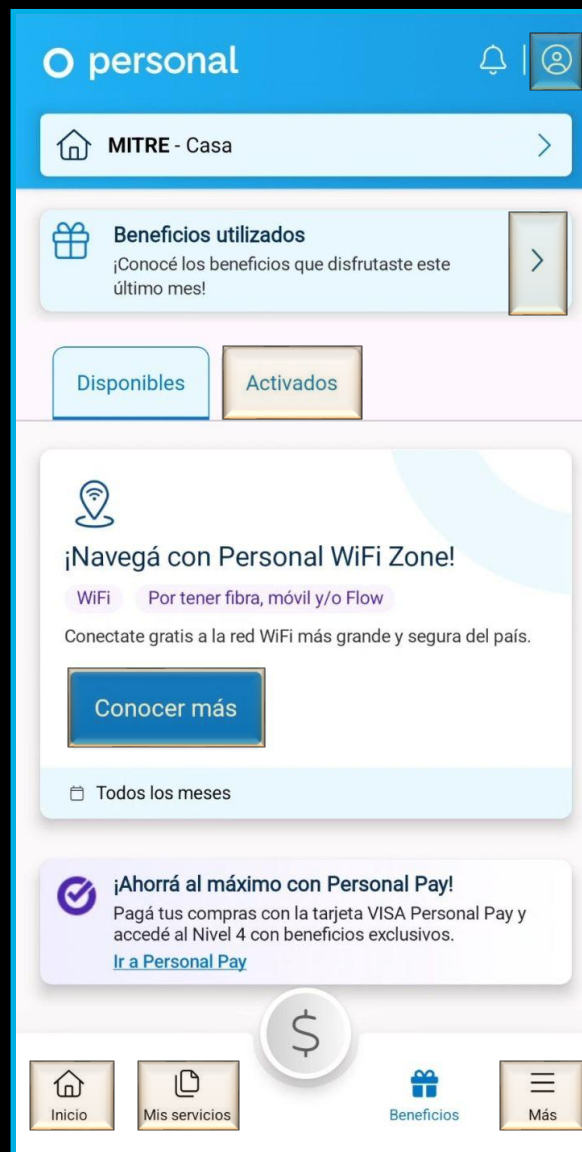 personal
MITRE - Casa
Beneficios utilizados
¡Conocé los beneficios que disfrutaste este
último mes!
Disponibles
Activados
¡Navegá con Personal WiFi Zone!
WiFi
Por tener fibra, móvil y/o Flow
Conectate gratis a la red WiFi más grande y segura del país.
Conocer más
Todos los meses
¡Ahorrá al máximo con Personal Pay!
Pagá tus compras con la tarjeta VISA Personal Pay y
accedé al Nivel 4 con beneficios exclusivos.
Ir a Personal Pay
$
Inicio
Mis servicios
Beneficios
Más